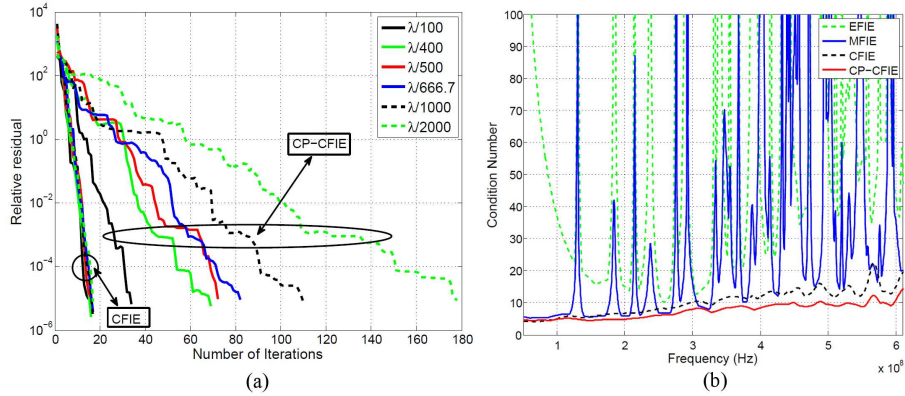 Relative residual
10^4
10^2
10^0
10^-2
10^-4
10^-6
0
20
40
60
80
100
120
140
160
180
Number of Iterations
λ/100
λ/400
λ/500
λ/666.7
λ/1000
λ/2000
CP-CFIE
CFIE
(a)
Condition Number
100
90
80
70
60
50
40
30
20
10
0
1
2
3
4
5
6
Frequency (Hz)
x 10^8
EFIE
MFIE
CFIE
CP-CFIE
(b)